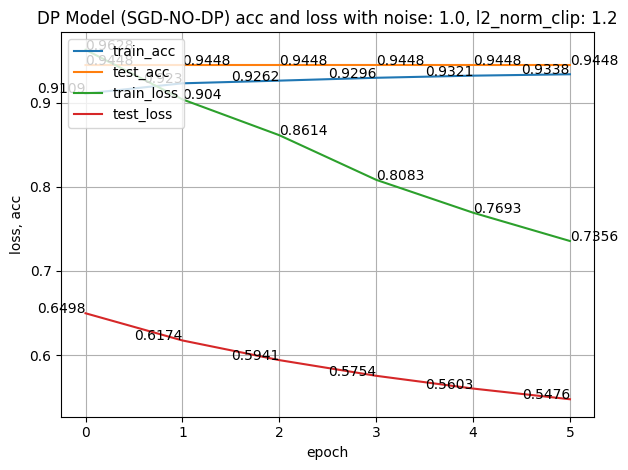 DP Model (SGD-NO-DP) acc and loss with noise: 1.0, l2_norm_clip: 1.2
train_acc
test_acc
train_loss
test_loss
0.9628
0.9448 0.9448 0.9448 0.9448 0.9448 0.9448
0.9109 0.923 0.9262 0.9296 0.9321 0.9338
0.904 0.8614 0.8083 0.7693 0.7356
0.6498 0.6174 0.5941 0.5754 0.5603 0.5476
0.9
0.8
0.7
0.6
loss, acc
0 1 2 3 4 5
epoch